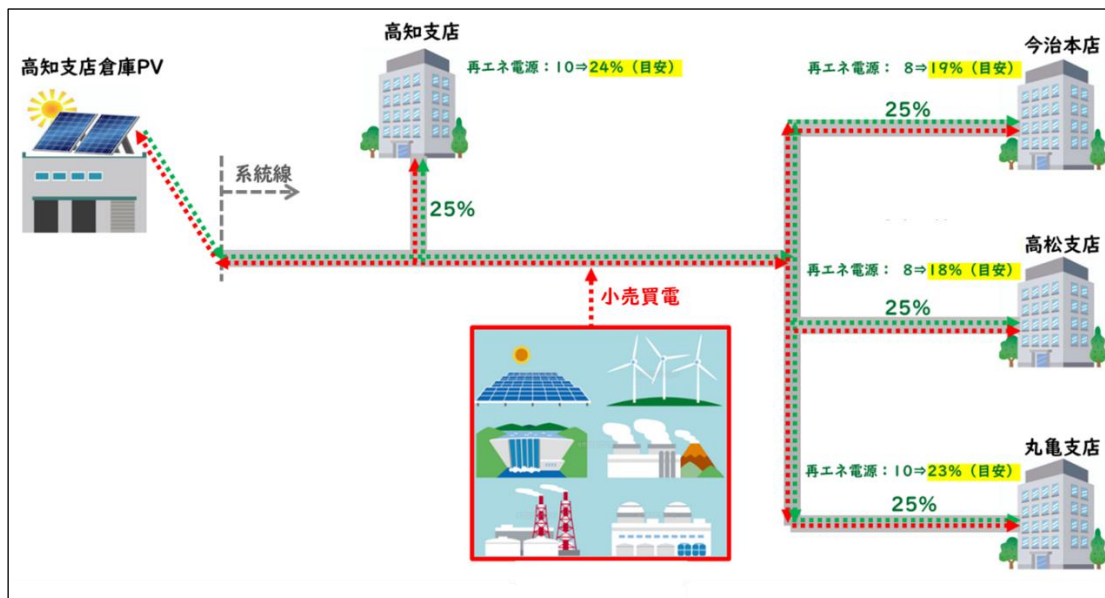 高知支店倉庫PV
高知支店
再エネ電源：10⇒24%（目安）
今治本店
再エネ電源： 8⇒19%（目安）
25%
系統線
25%
高松支店
再エネ電源： 8⇒18%（目安）
25%
小売買電
丸亀支店
再エネ電源：10⇒23%（目安）
25%